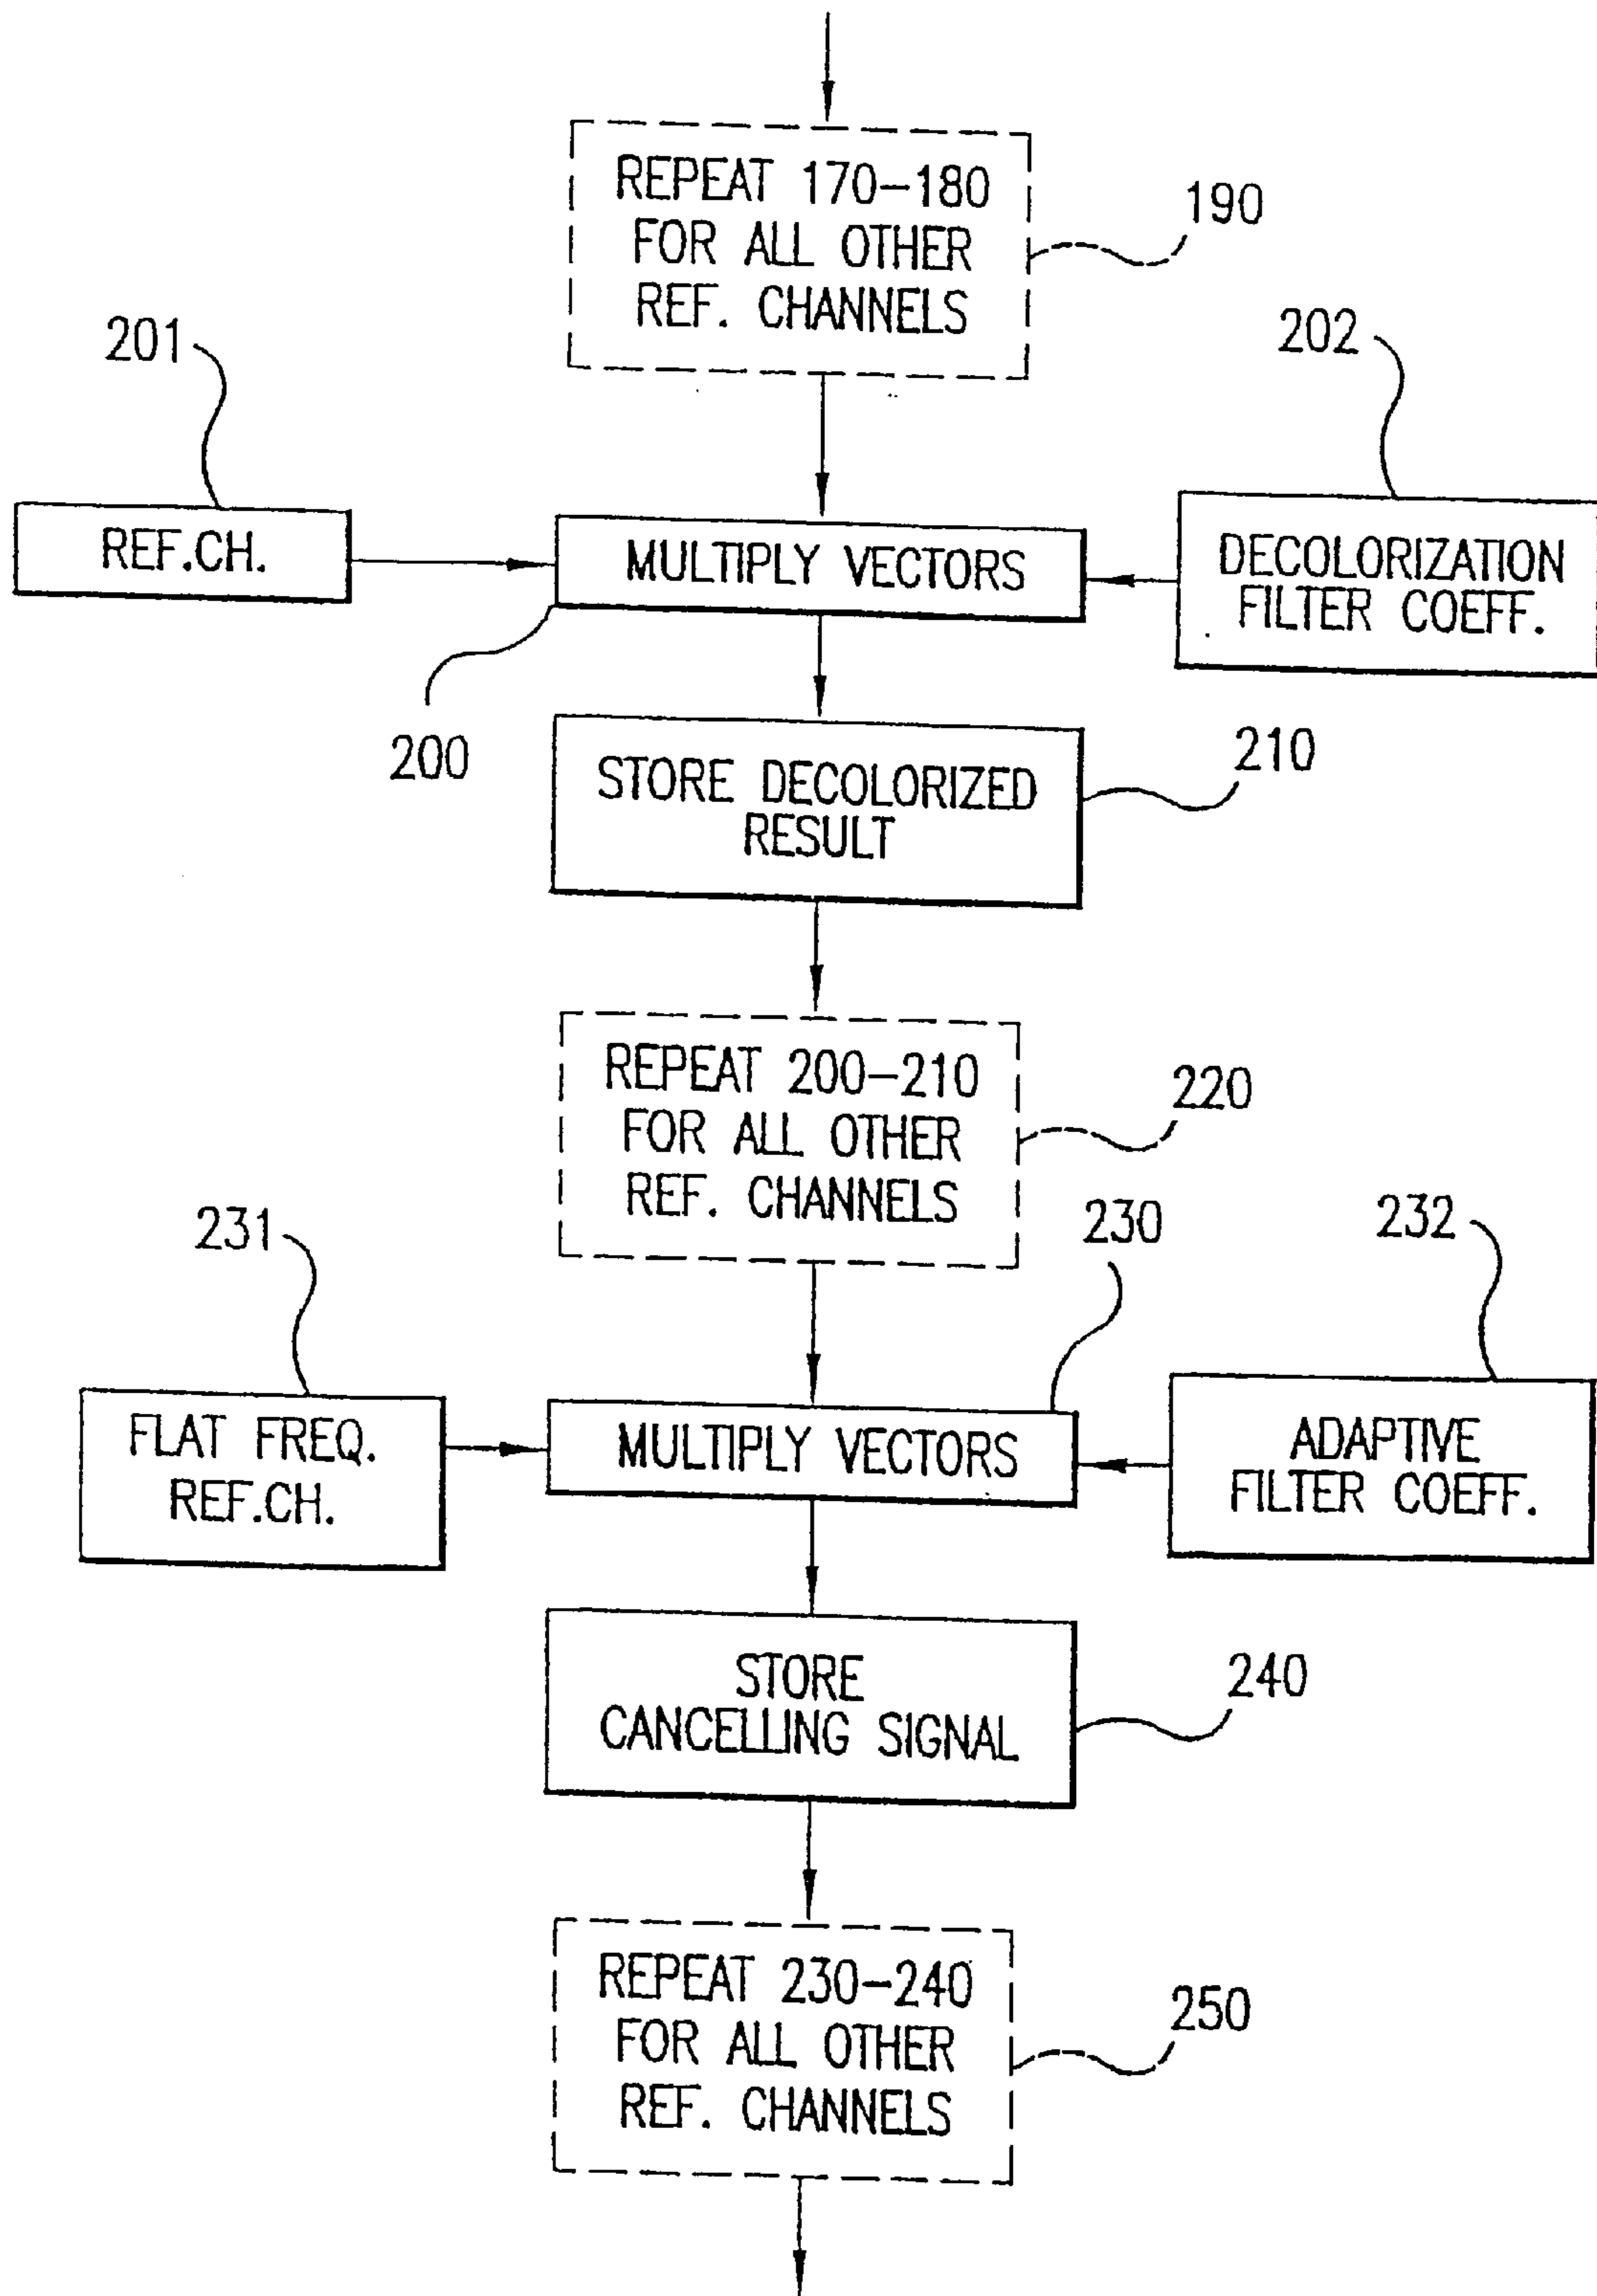 REPEAT 170-180
FOR ALL OTHER
REF. CHANNELS
190
201
202
REF.CH.
MULTIPLY VECTORS
DECOLORIZATION
FILTER COEFF.
200
STORE DECOLORIZED
RESULT
210
REPEAT 200-210
FOR ALL OTHER
REF. CHANNELS
220
231
230
232
FLAT FREQ.
REF.CH.
MULTIPLY VECTORS
ADAPTIVE
FILTER COEFF.
STORE
CANCELLING SIGNAL
240
REPEAT 230-240
FOR ALL OTHER
REF. CHANNELS
250